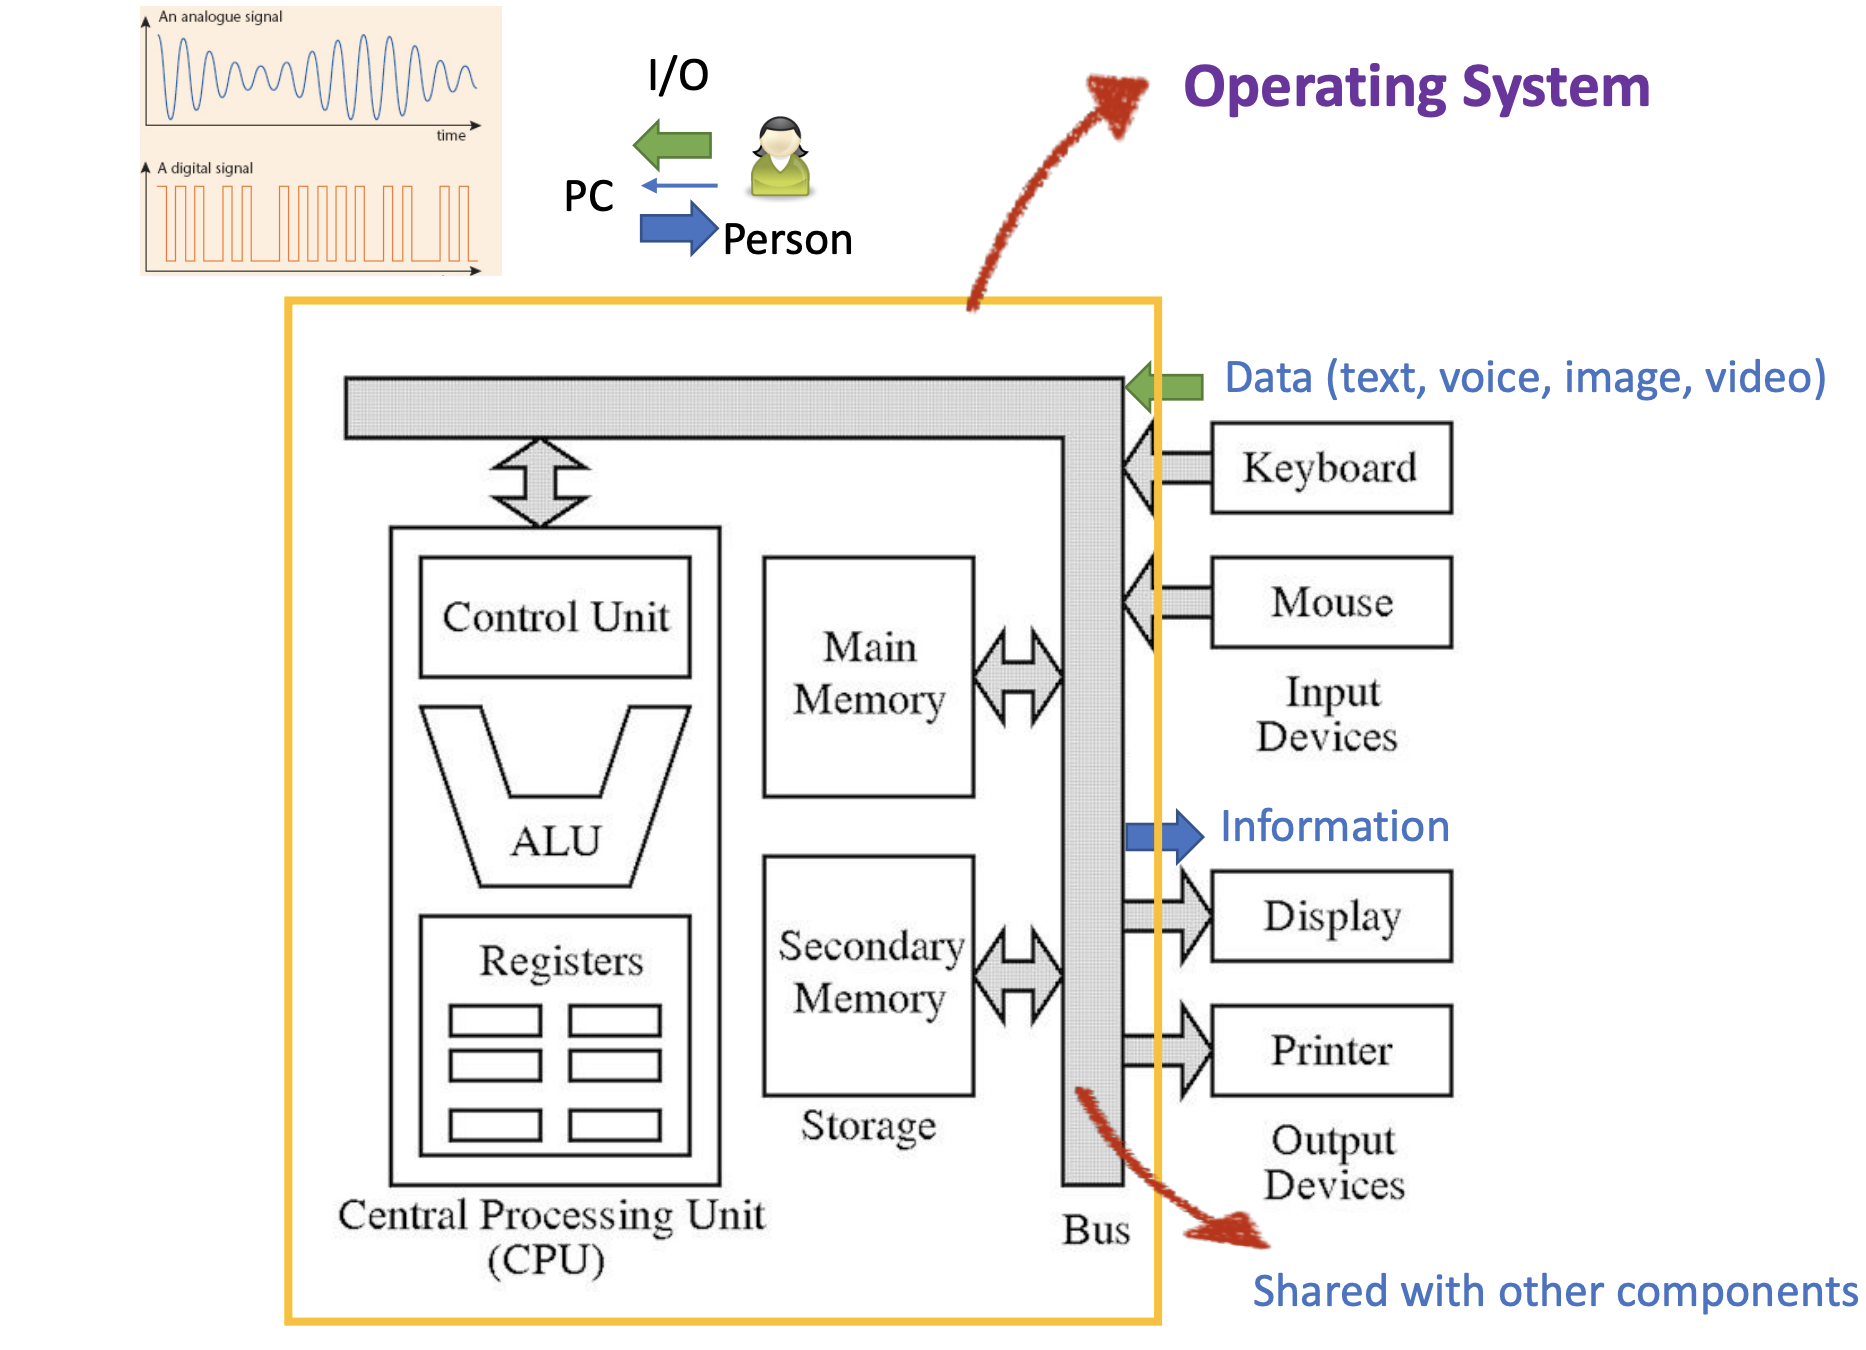 An analogue signal
time
A digital signal
I/O
PC
Person
Operating System
Data (text, voice, image, video)
Keyboard
Mouse
Input
Devices
Control Unit
ALU
Registers
Central Processing Unit
(CPU)
Main
Memory
Secondary
Memory
Storage
Bus
Information
Display
Printer
Output
Devices
Shared with other components